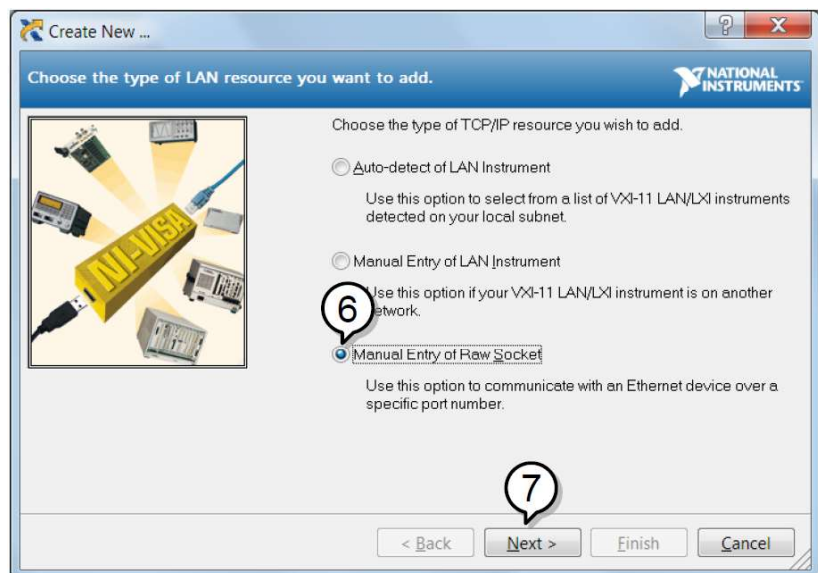 Create New ...
Choose the type of LAN resource you want to add.
NATIONAL
INSTRUMENTS
NI-VISA
Choose the type of TCP/IP resource you wish to add.
Auto-detect of LAN Instrument
Use this option to select from a list of VXI-11 LAN/LXI instruments
detected on your local subnet.
Manual Entry of LAN Instrument
Use this option if your VXI-11 LAN/LXI instrument is on another
network.
6
Manual Entry of Raw Socket
Use this option to communicate with an Ethernet device over a
specific port number.
7
< Back
Next >
Finish
Cancel